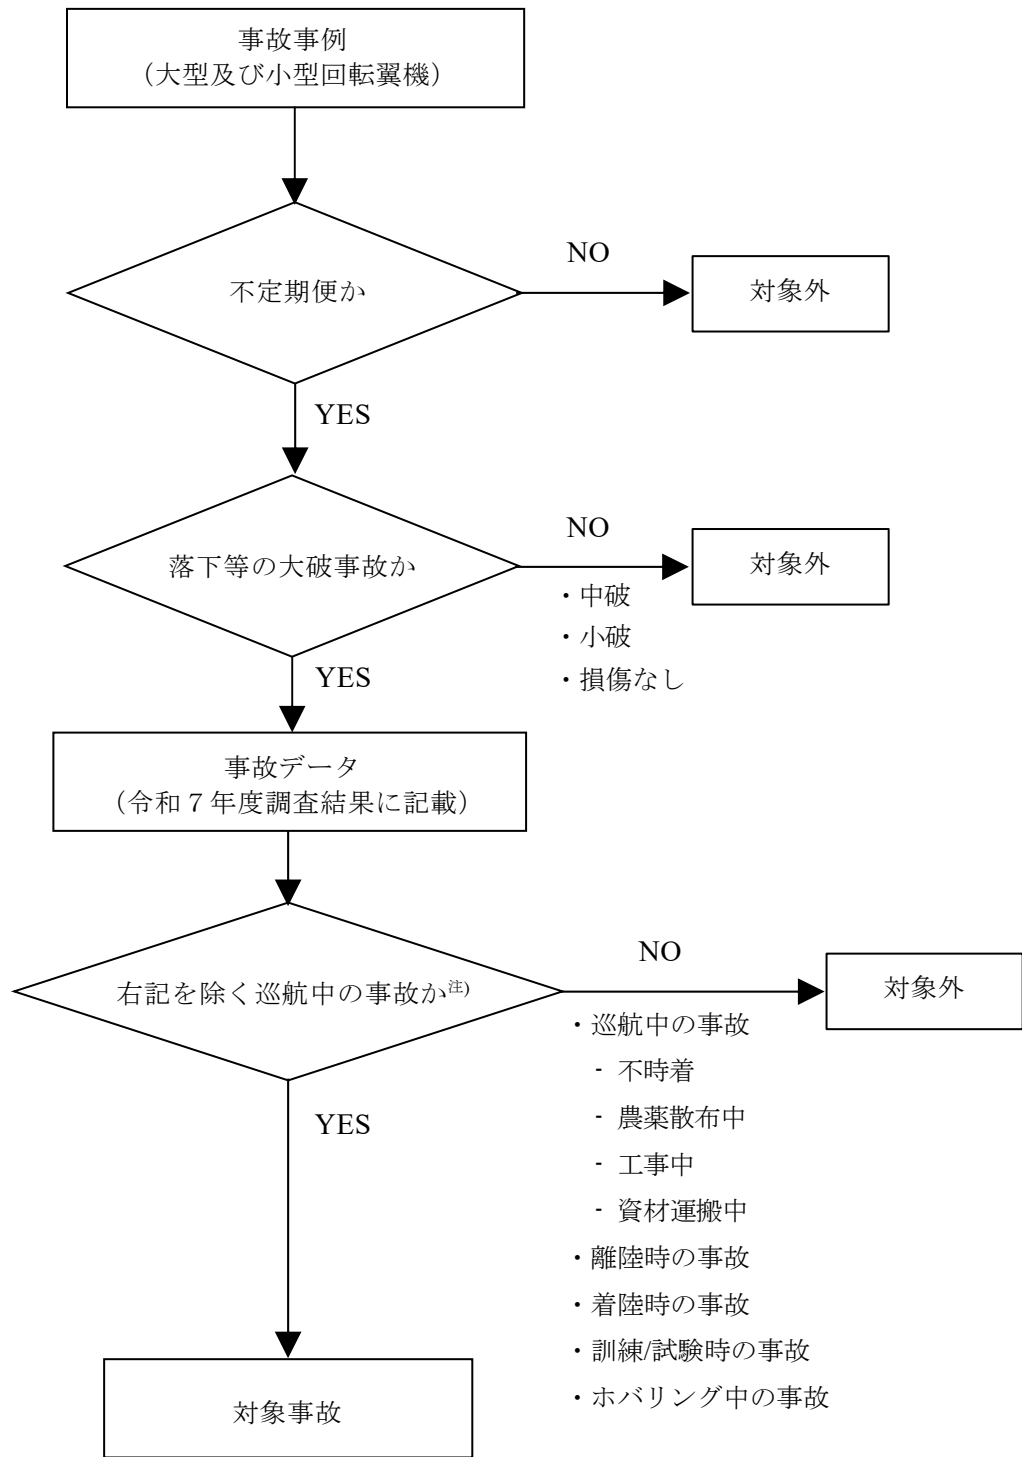 事故事例
（大型及び小型回転翼機）
不定期便か
NO
対象外
YES
落下等の大破事故か
NO
対象外
・中破
・小破
・損傷なし
YES
事故データ
（令和７年度調査結果に記載）
右記を除く巡航中の事故か注)
NO
対象外
・巡航中の事故
- 不時着
- 農薬散布中
- 工事中
- 資材運搬中
・離陸時の事故
・着陸時の事故
・訓練/試験時の事故
・ホバリング中の事故
YES
対象事故